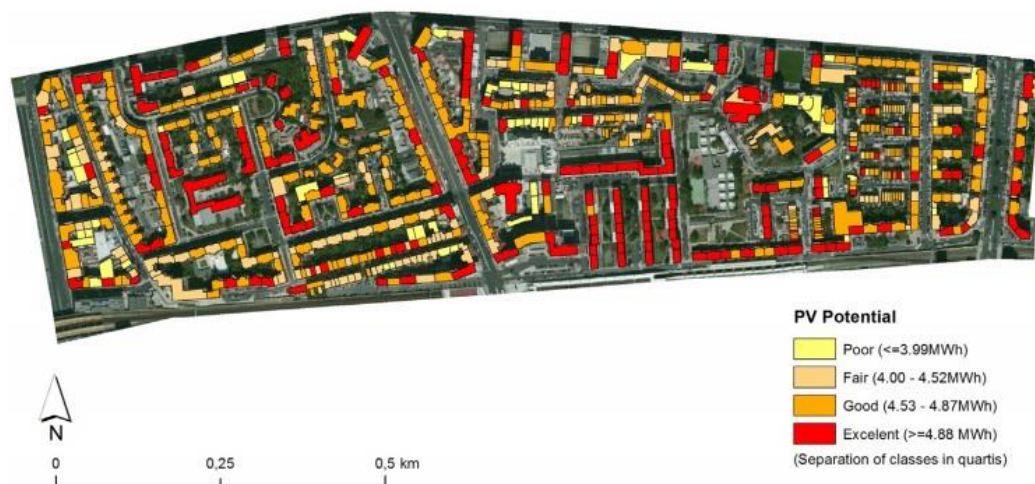 PV Potential
Poor (<=3.99MWh)
Fair (4.00 - 4.52MWh)
Good (4.53 - 4.87MWh)
Excelent (>=4.88 MWh)
(Separation of classes in quartis)
N
0 0,25 0,5 km